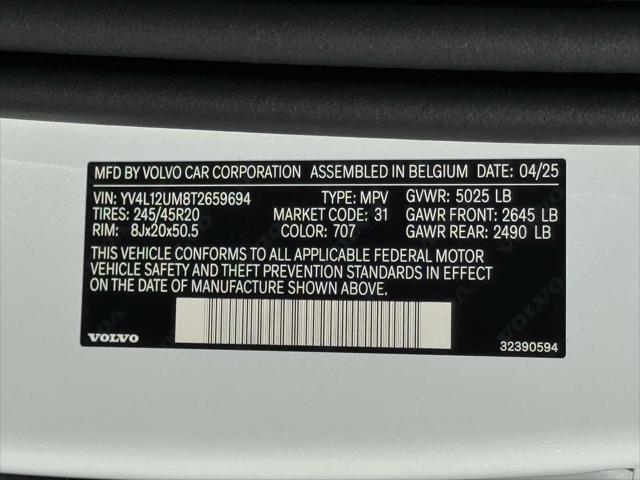 MFD BY VOLVO CAR CORPORATION ASSEMBLED IN BELGIUM DATE: 04/25
VIN: YV4L12UM8T2659694 TYPE: MPV GVWR: 5025 LB
TIRES: 245/45R20 MARKET CODE: 31 GAWR FRONT: 2645 LB
RIM: 8Jx20x50.5 COLOR: 707 GAWR REAR: 2490 LB
THIS VEHICLE CONFORMS TO ALL APPLICABLE FEDERAL MOTOR
VEHICLE SAFETY AND THEFT PREVENTION STANDARDS IN EFFECT
ON THE DATE OF MANUFACTURE SHOWN ABOVE.
VOLVO
32390594